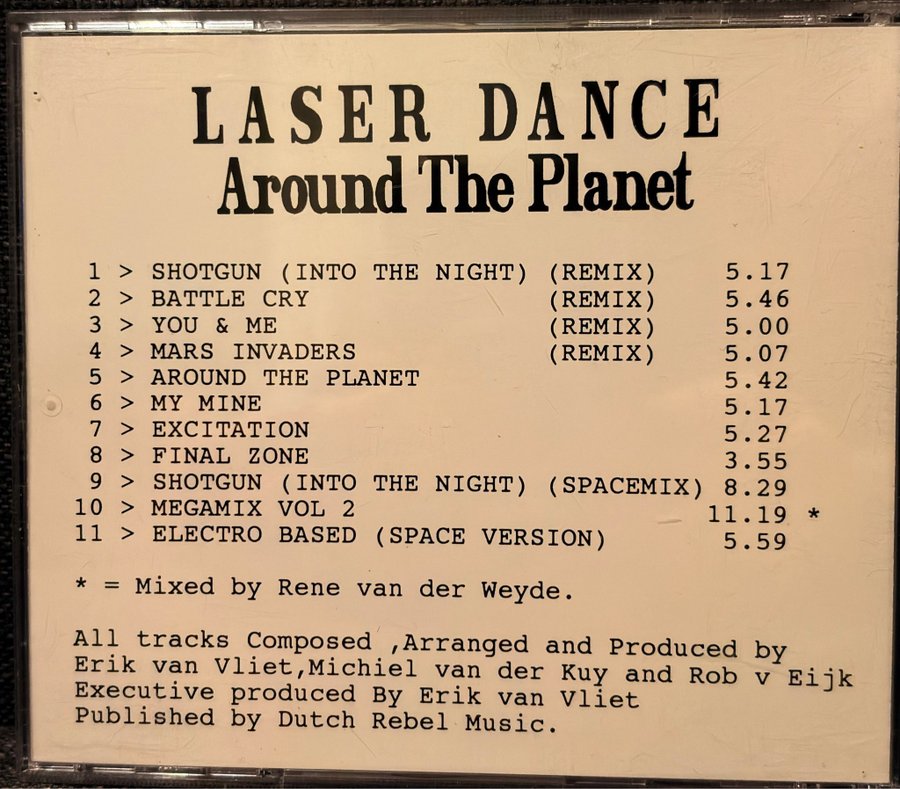 LASER DANCE
Around The Planet
1 > SHOTGUN (INTO THE NIGHT) (REMIX) 5.17
2 > BATTLE CRY (REMIX) 5.46
3 > YOU & ME (REMIX) 5.00
4 > MARS INVADERS (REMIX) 5.07
5 > AROUND THE PLANET 5.42
6 > MY MINE 5.17
7 > EXCITATION 5.27
8 > FINAL ZONE 3.55
9 > SHOTGUN (INTO THE NIGHT) (SPACEMIX) 8.29
10 > MEGAMIX VOL 2 11.19 *
11 > ELECTRO BASED (SPACE VERSION) 5.59
* = Mixed by Rene van der Weyde.
All tracks Composed ,Arranged and Produced by
Erik van Vliet,Michiel van der Kuy and Rob v Eijk
Executive produced By Erik van Vliet
Published by Dutch Rebel Music.